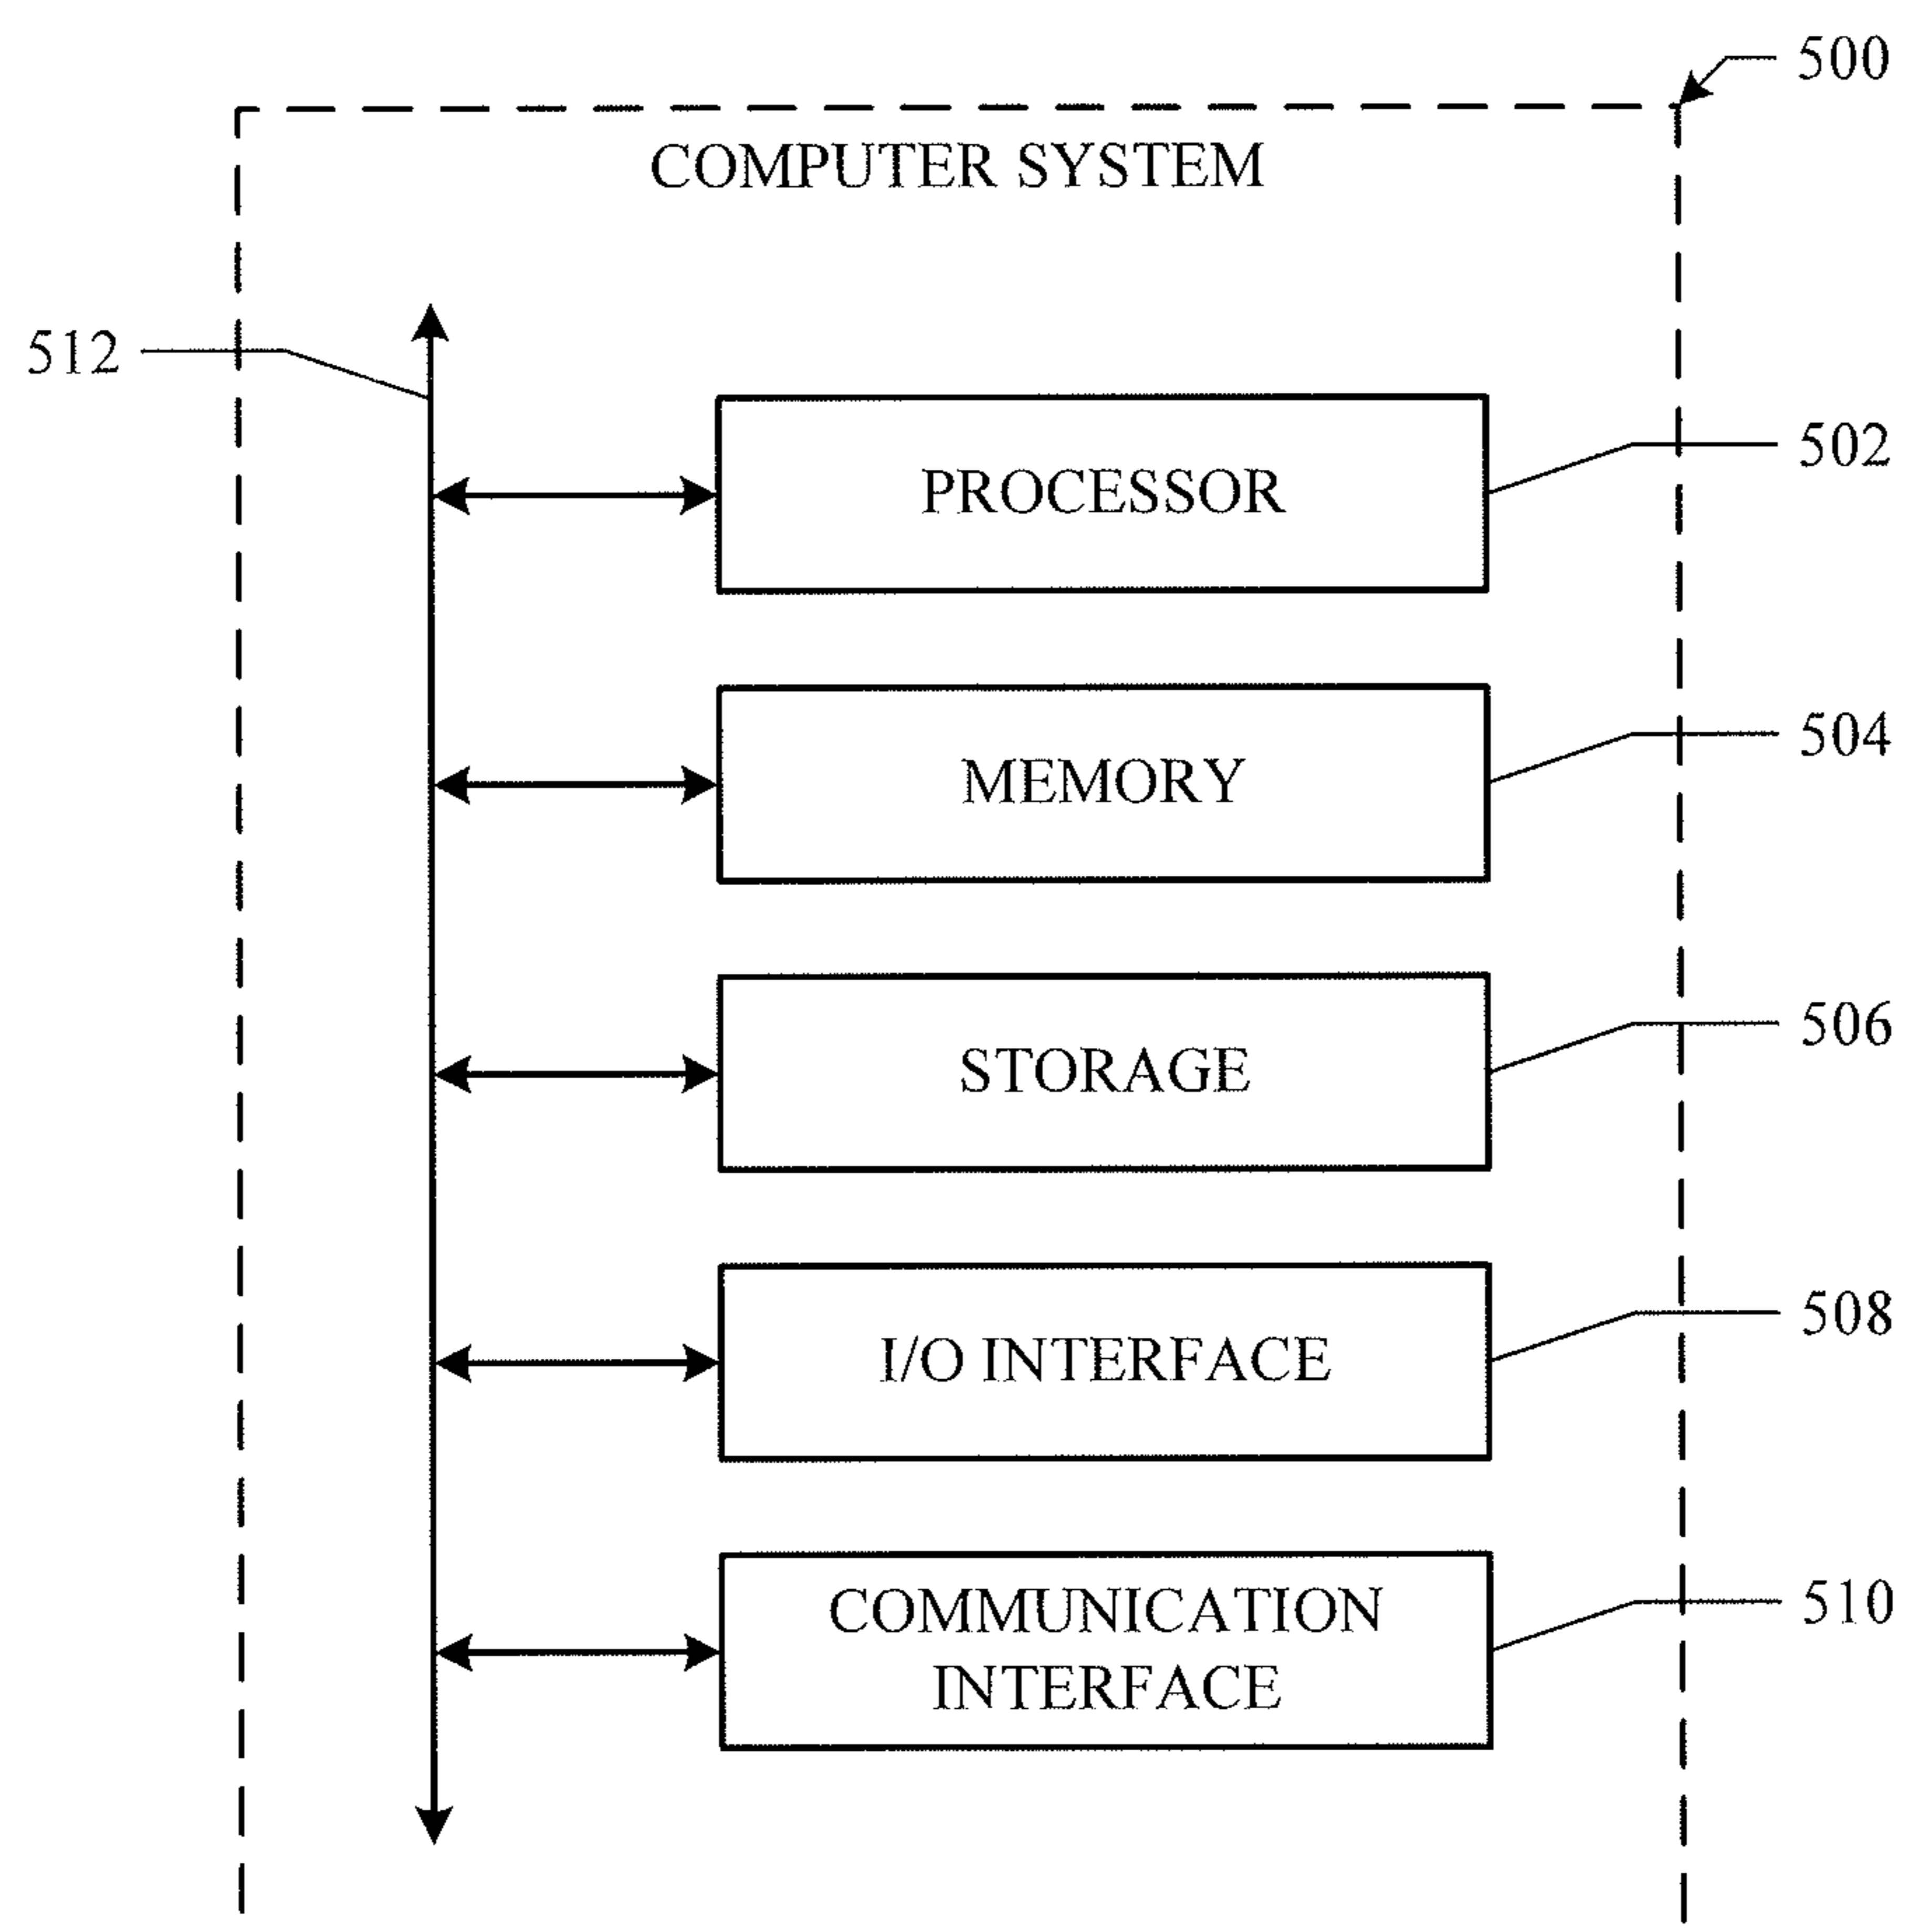 500
COMPUTER SYSTEM
512
502
PROCESSOR
504
MEMORY
506
STORAGE
508
I/O INTERFACE
510
COMMUNICATION
INTERFACE